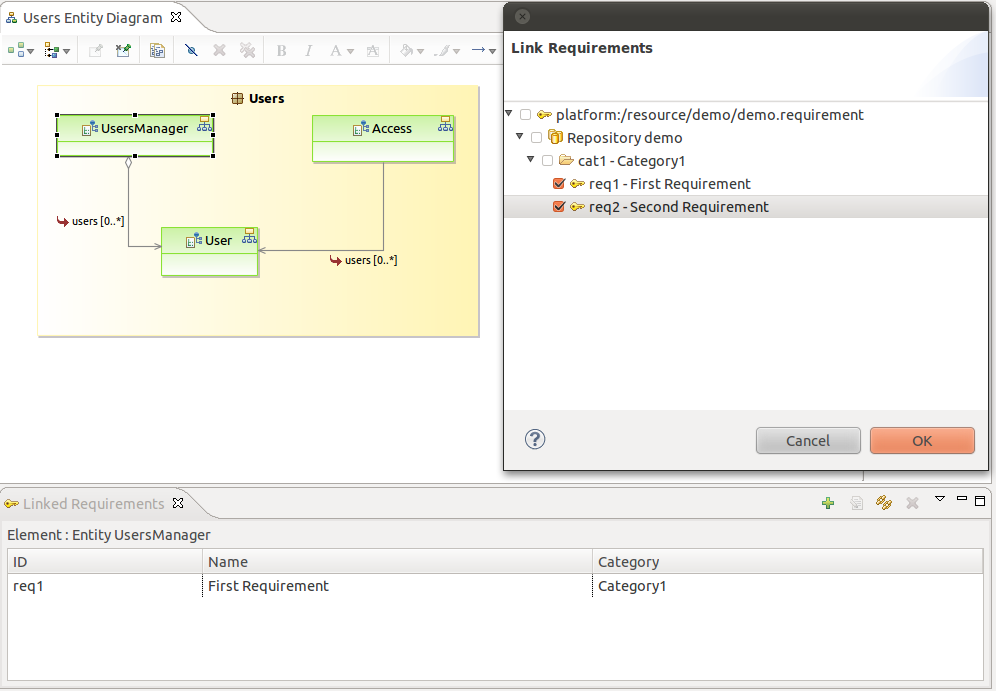 Users Entity Diagram
B I A A
Users
UsersManager
Access
users [0..*]
User
users [0..*]
Link Requirements
platform:/resource/demo/demo.requirement
Repository demo
cat1 - Category1
req1 - First Requirement
req2 - Second Requirement
?
Cancel OK
Linked Requirements
Element : Entity UsersManager
ID Name Category
req1 First Requirement Category1